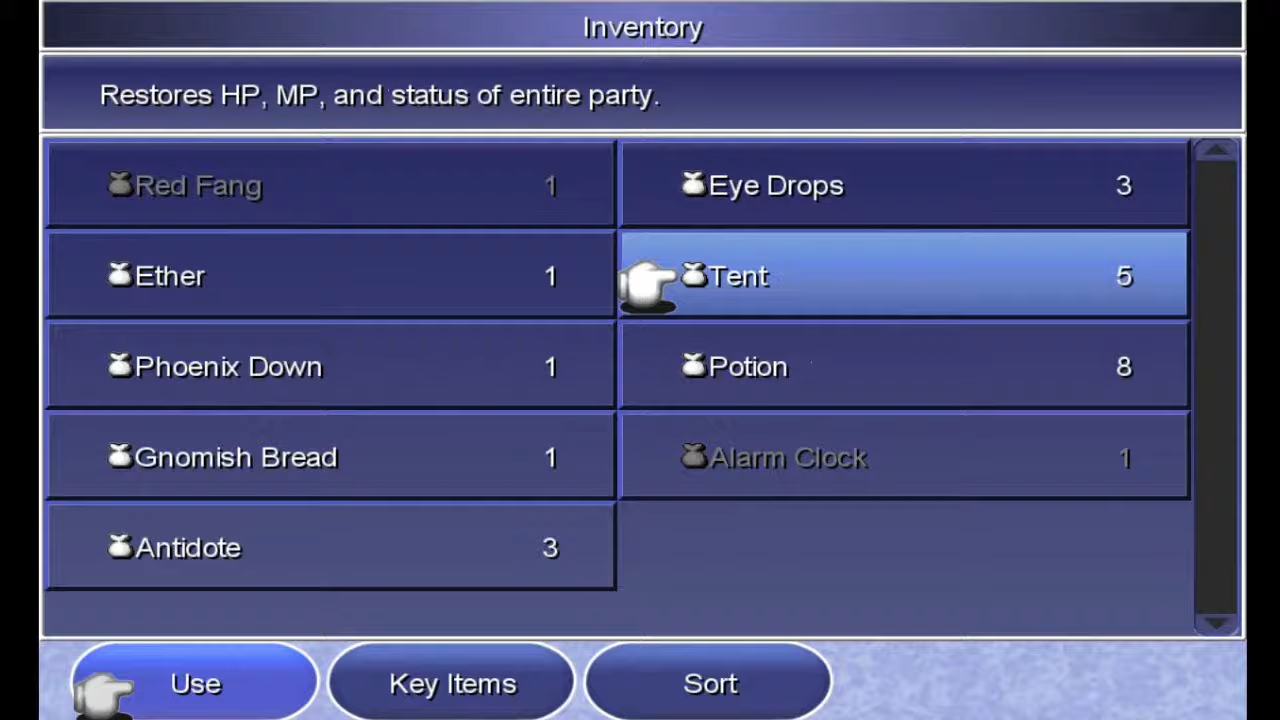 Inventory
Restores HP, MP, and status of entire party.
Red Fang 1 Eye Drops 3
Ether 1 Tent 5
Phoenix Down 1 Potion 8
Gnomish Bread 1 Alarm Clock 1
Antidote 3
Use Key Items Sort